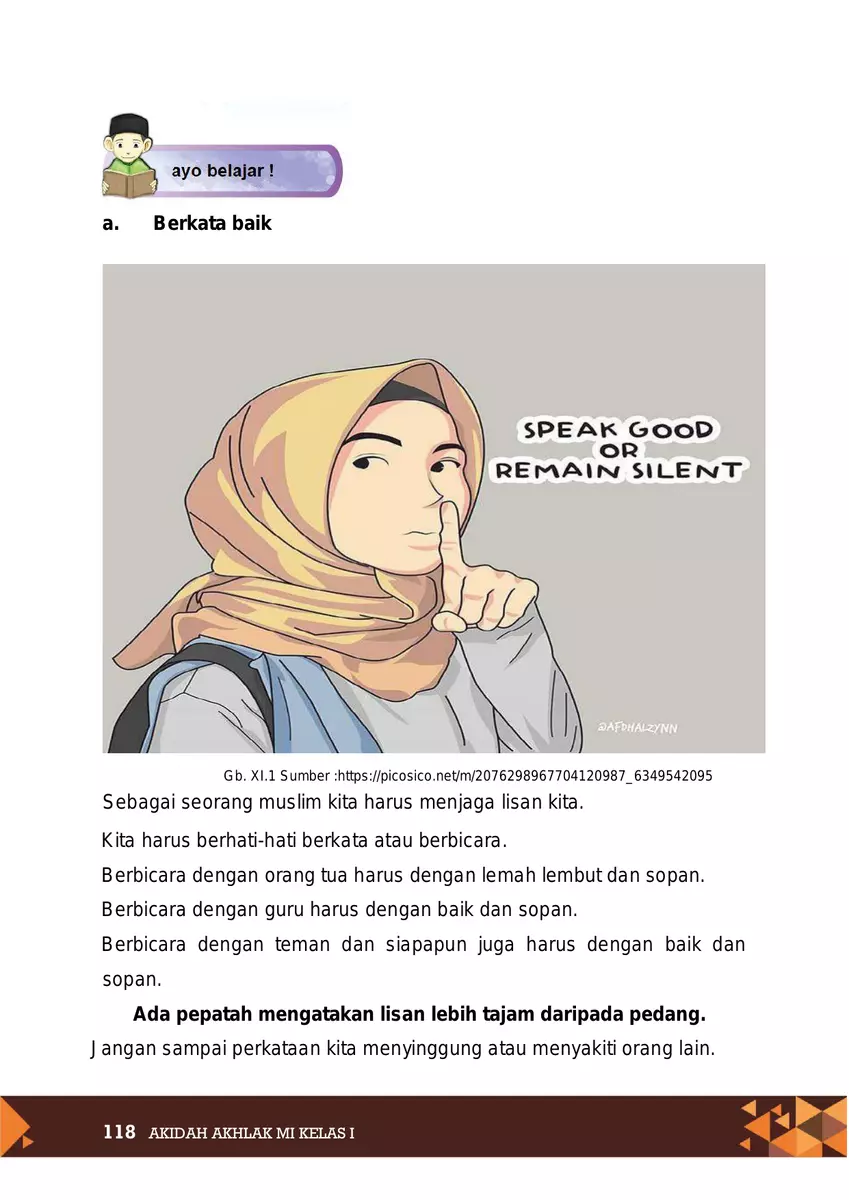 ayo belajar !
a. Berkata baik
SPEAK GOOD
OR
REMAIN SILENT
@AFDHALZYNN
Gb. XI.1 Sumber :https://picosico.net/m/2076298967704120987_6349542095
Sebagai seorang muslim kita harus menjaga lisan kita.
Kita harus berhati-hati berkata atau berbicara.
Berbicara dengan orang tua harus dengan lemah lembut dan sopan.
Berbicara dengan guru harus dengan baik dan sopan.
Berbicara dengan teman dan siapapun juga harus dengan baik dan
sopan.
Ada pepatah mengatakan lisan lebih tajam daripada pedang.
Jangan sampai perkataan kita menyinggung atau menyakiti orang lain.
118 AKIDAH AKHLAK MI KELAS I